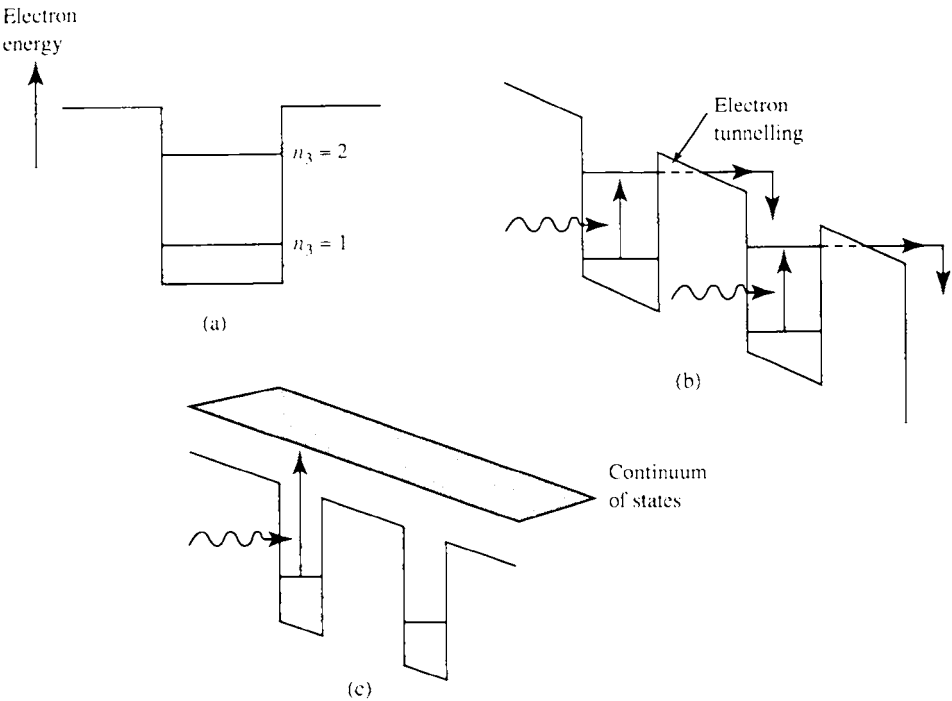 Electron
energy
n₃ = 2
n₃ = 1
(a)
Electron
tunnelling
(b)
Continuum
of states
(c)